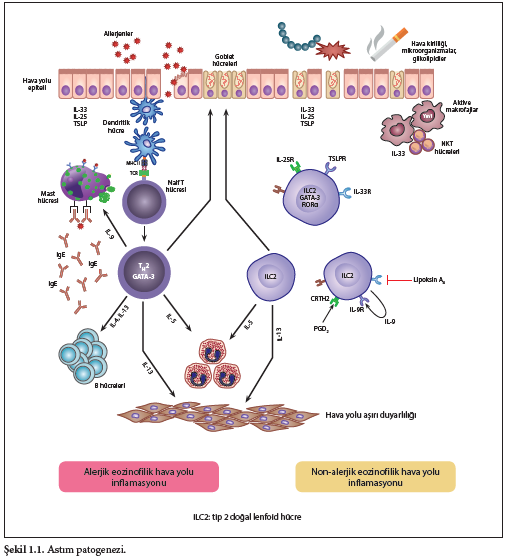 Allerjenler
Goblet
hücreleri
Hava kirliliği,
mikroorganizmalar,
glikolipidler
Hava yolu
epiteli
IL-33
IL-25
TSLP
Dendritik
hücre
IL-33
IL-25
TSLP
Aktive
makrofajlar
IL-33
NKT
hücreleri
MHC II
TCR
Naif T
hücresi
Mast
hücresi
IL-25R
TSLPR
IL-33R
ILC2
GATA-3
RORα
IL-9
IgE
IgE
IgE
TH2
GATA-3
ILC2
ILC2
Lipoksin A4
CRTH2
IL-9R
IL-9
PGD2
IL-4, IL-13
IL-5
IL-5
IL-13
IL-13
B hücreleri
Hava yolu aşırı duyarlılığı
Alerjik eozinofilik hava yolu
inflamasyonu
Non-alerjik eozinofilik hava yolu
inflamasyonu
ILC2: tip 2 doğal lenfoid hücre
Şekil 1.1. Astım patogenezi.